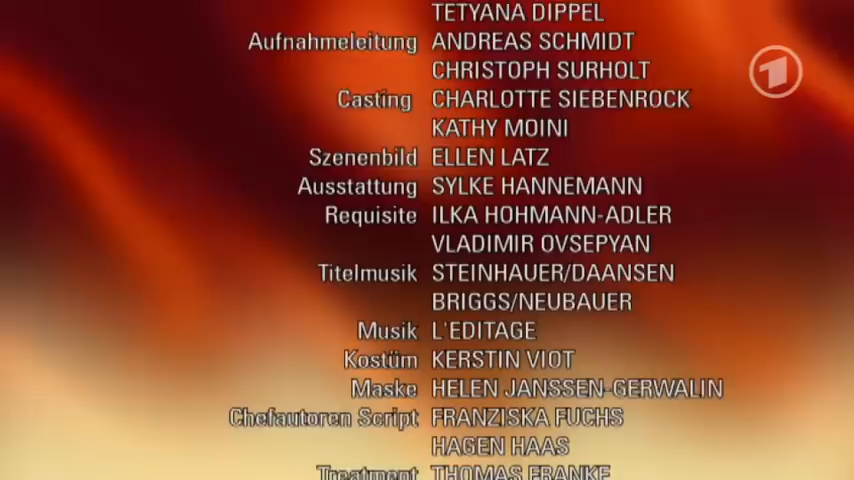 TETYANA DIPPEL
Aufnahmeleitung ANDREAS SCHMIDT
CHRISTOPH SURHOLT
1
Casting CHARLOTTE SIEBENROCK
KATHY MOINI
Szenenbild ELLEN LATZ
Ausstattung SYLKE HANNEMANN
Requisite ILKA HOHMANN-ADLER
VLADIMIR OVSEPYAN
Titelmusik STEINHAUER/DAANSEN
BRIGGS/NEUBAUER
Musik L'EDITAGE
Kostüm KERSTIN VIOT
Maske HELEN JANSSEN-GERWALIN
Chefautoren Script FRANZISKA FUCHS
HAGEN HAAS
Treatment THOMAS FRANKE